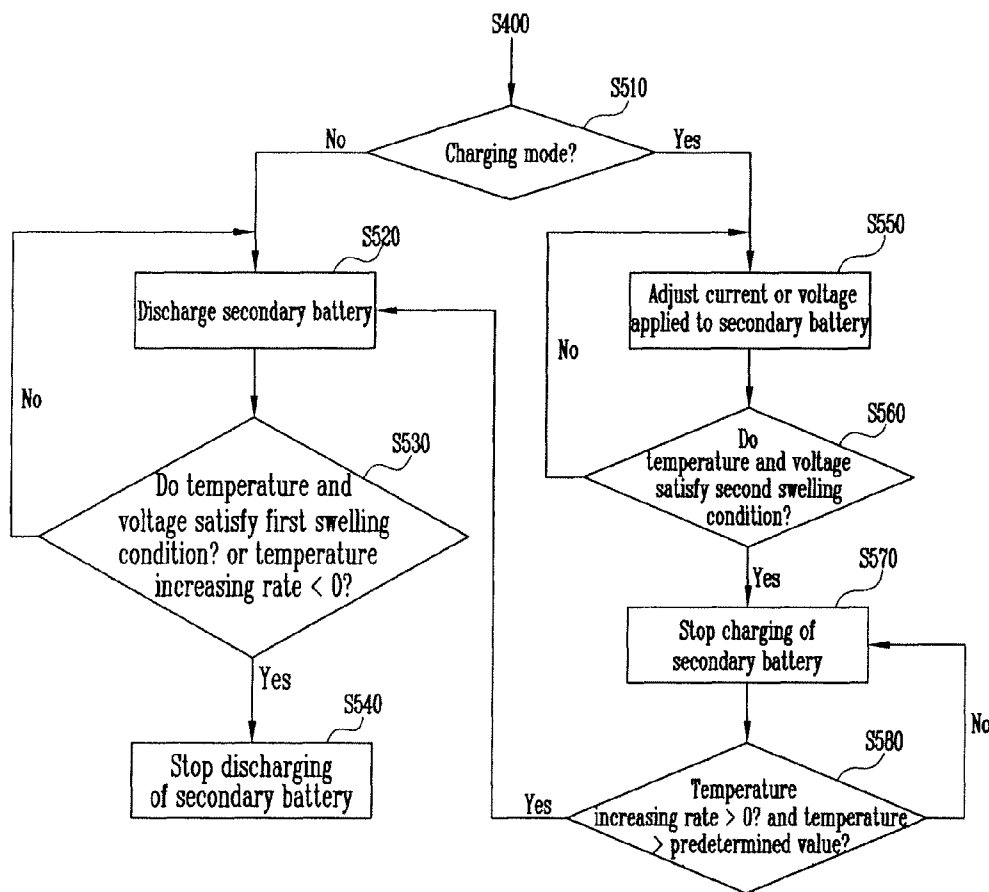 S400
S510
No
Yes
Charging mode?
S520
Discharge secondary battery
No
S530
Do temperature and
voltage satisfy first swelling
condition? or temperature
increasing rate < 0?
Yes
S540
Stop discharging
of secondary battery
S550
Adjust current or voltage
applied to secondary battery
No
S560
Do
temperature and voltage
satisfy second swelling
condition?
Yes
S570
Stop charging of
secondary battery
No
S580
Temperature
increasing rate > 0? and temperature
> predetermined value?
Yes